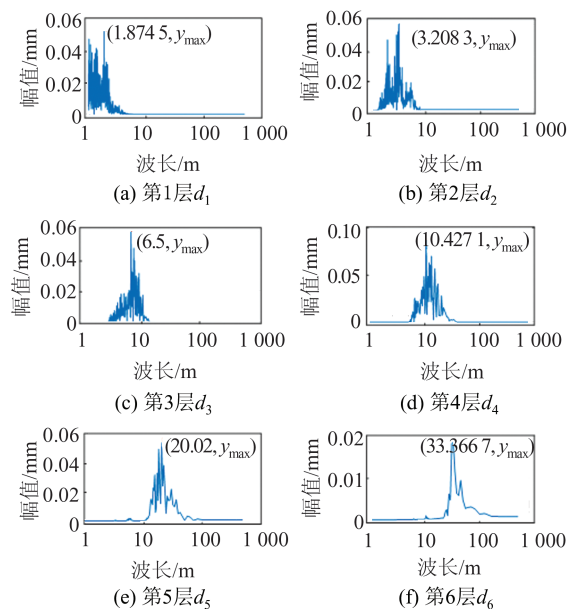 幅值/mm
0.06
0.04
0.02
0
(1.874 5, ymax)
1 10 100 1 000
波长/m
(a) 第1层d1
幅值/mm
0.06
0.04
0.02
0
(3.208 3, ymax)
1 10 100 1 000
波长/m
(b) 第2层d2
幅值/mm
0.06
0.04
0.02
0
(6.5, ymax)
1 10 100 1 000
波长/m
(c) 第3层d3
幅值/mm
0.10
0.05
0
(10.427 1, ymax)
1 10 100 1 000
波长/m
(d) 第4层d4
幅值/mm
0.06
0.04
0.02
0
(20.02, ymax)
1 10 100 1 000
波长/m
(e) 第5层d5
幅值/mm
0.02
0.01
0
(33.366 7, ymax)
1 10 100 1 000
波长/m
(f) 第6层d6